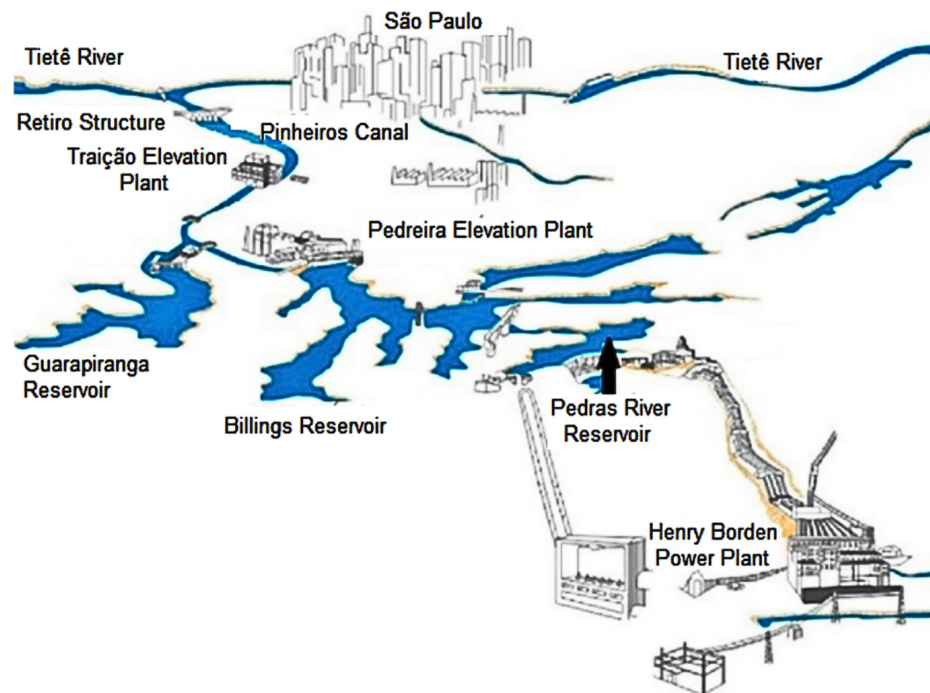 São Paulo
Tietê River
Tietê River
Retiro Structure
Pinheiros Canal
Traição Elevation
Plant
Pedreira Elevation Plant
Guarapiranga
Reservoir
Billings Reservoir
Pedras River
Reservoir
Henry Borden
Power Plant